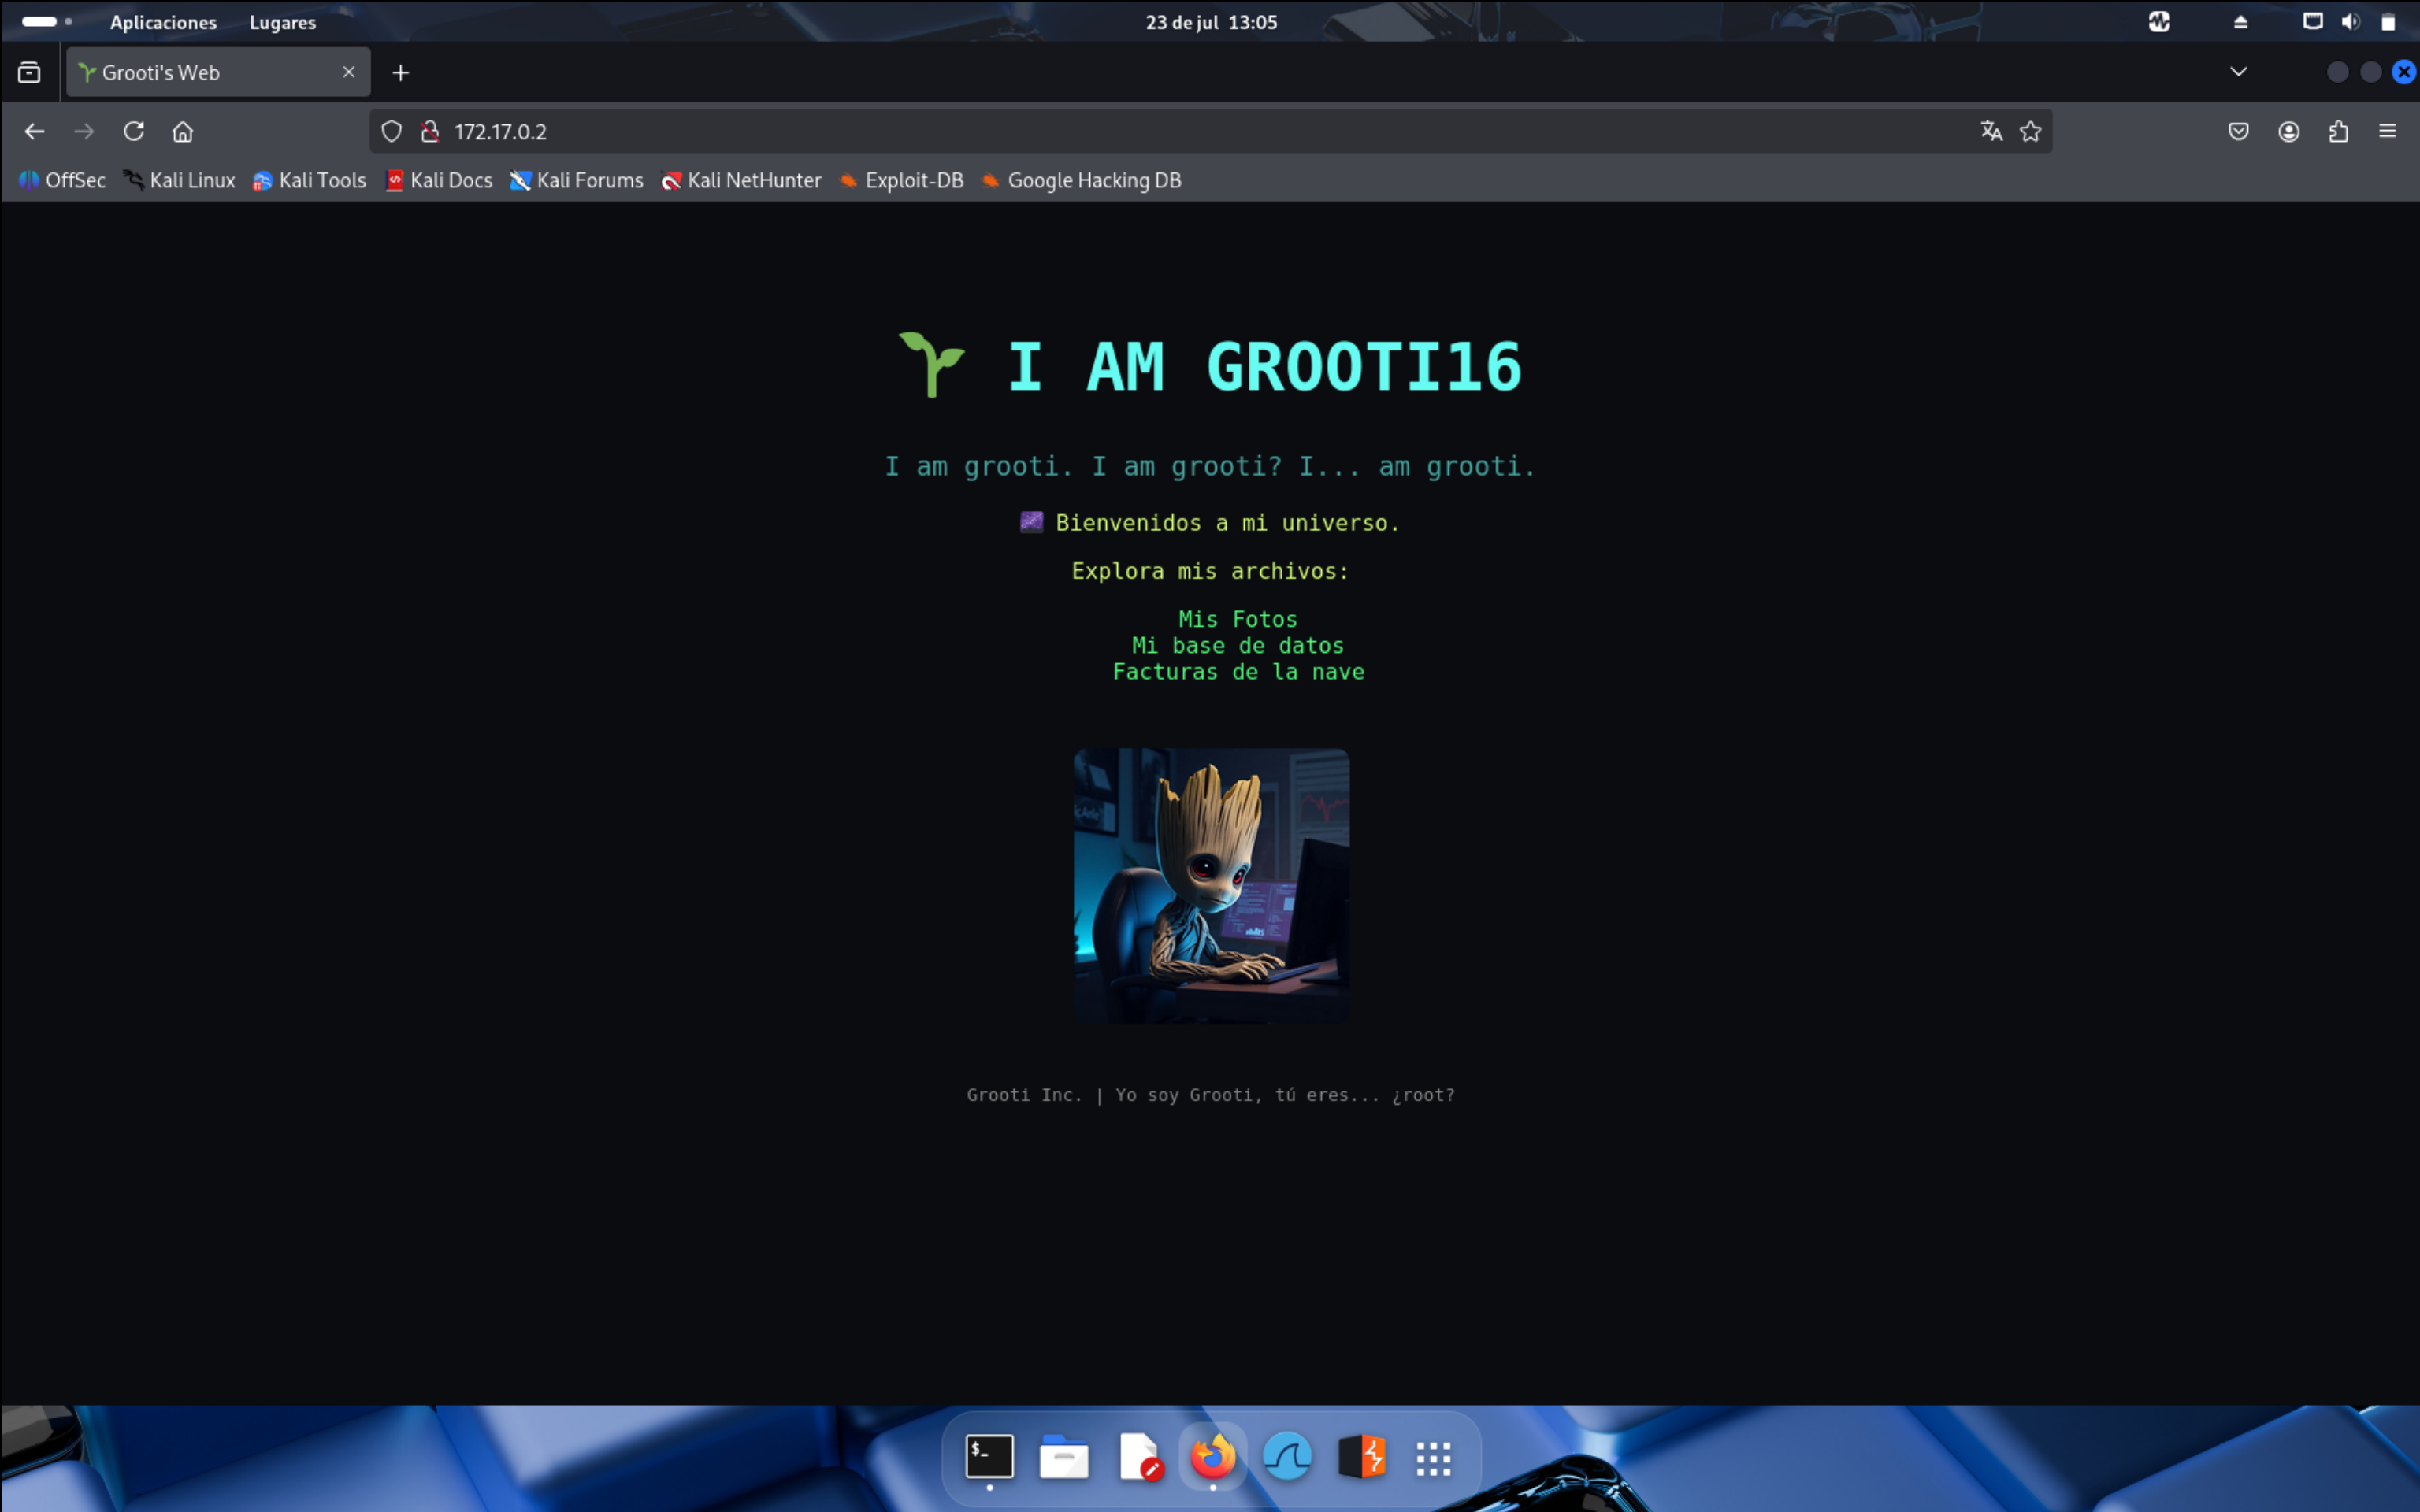 Aplicaciones Lugares 23 de jul 13:05
Grooti's Web
172.17.0.2
OffSec Kali Linux Kali Tools Kali Docs Kali Forums Kali NetHunter Exploit-DB Google Hacking DB
I AM GROOTI16
I am grooti. I am grooti? I... am grooti.
Bienvenidos a mi universo.
Explora mis archivos:
Mis Fotos
Mi base de datos
Facturas de la nave
Grooti Inc. | Yo soy Grooti, tú eres... ¿root?
$_